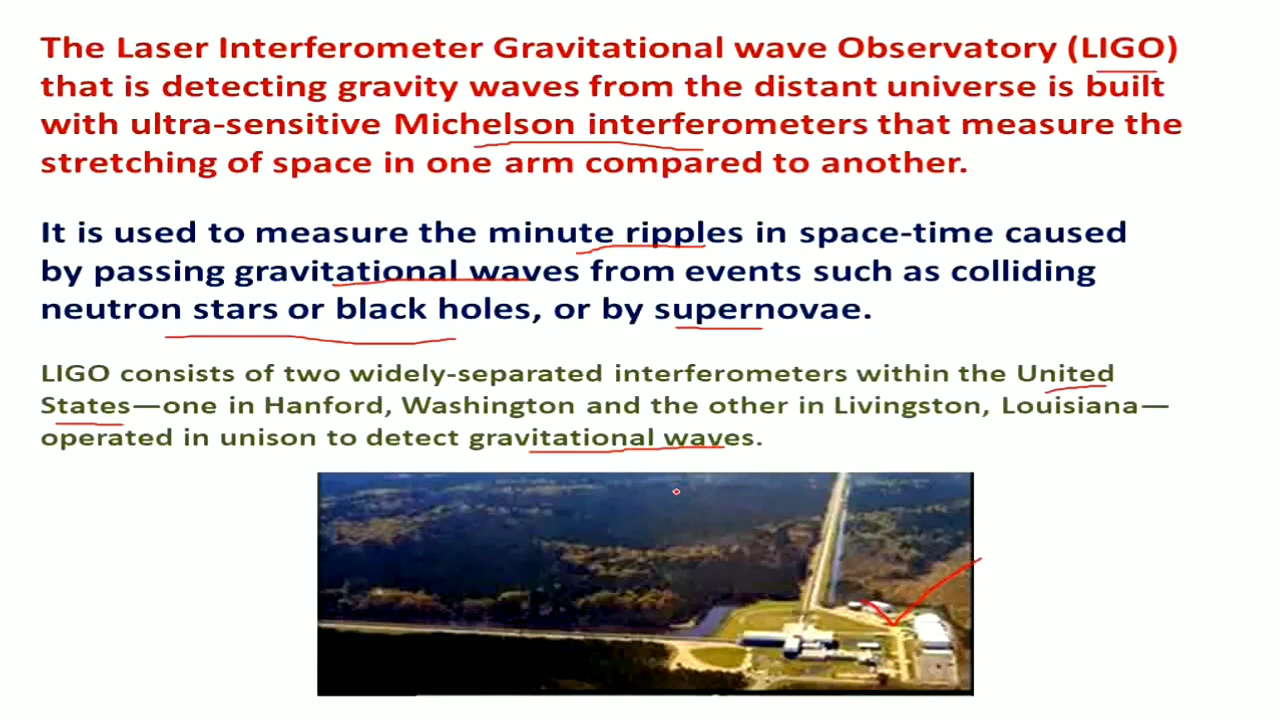 The Laser Interferometer Gravitational wave Observatory (LIGO)
that is detecting gravity waves from the distant universe is built
with ultra-sensitive Michelson interferometers that measure the
stretching of space in one arm compared to another.
It is used to measure the minute ripples in space-time caused
by passing gravitational waves from events such as colliding
neutron stars or black holes, or by supernovae.
LIGO consists of two widely-separated interferometers within the United
States—one in Hanford, Washington and the other in Livingston, Louisiana—
operated in unison to detect gravitational waves.